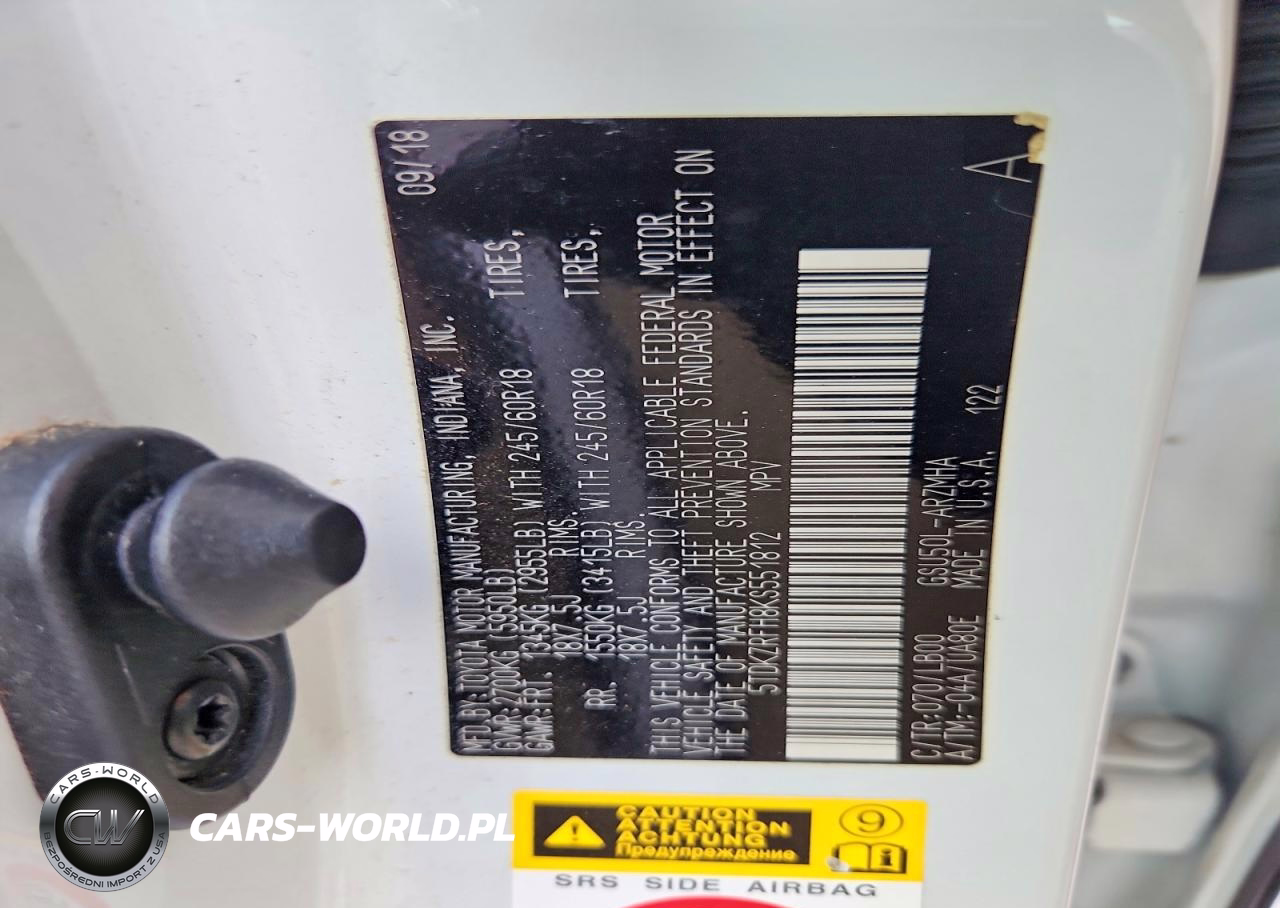 MFD.BY:TOYOTA MOTOR MANUFACTURING, INDIANA, INC. 09/18
GVWR:2700KG (5950LB)
GAWR:FRT. 1345KG (2955LB) WITH 245/60R18 TIRES,
18X7.5J RIMS.
RR. 1550KG (3415LB) WITH 245/60R18 TIRES,
18X7.5J RIMS.
THIS VEHICLE CONFORMS TO ALL APPLICABLE FEDERAL MOTOR
VEHICLE SAFETY AND THEFT PREVENTION STANDARDS IN EFFECT ON
THE DATE OF MANUFACTURE SHOWN ABOVE.
5TDKZRFH8KS551812 MPV
C/TR:070/LB00 GSU50L-ARZMHA
A/TM:-04A/UA80E MADE IN U.S.A. 122
A
CAUTION
ATTENTION
ACHTUNG
Предупреждение
9
SRS SIDE AIRBAG
CARS-WORLD
CW
BEZPOŚREDNI IMPORT Z USA
CARS-WORLD.PL